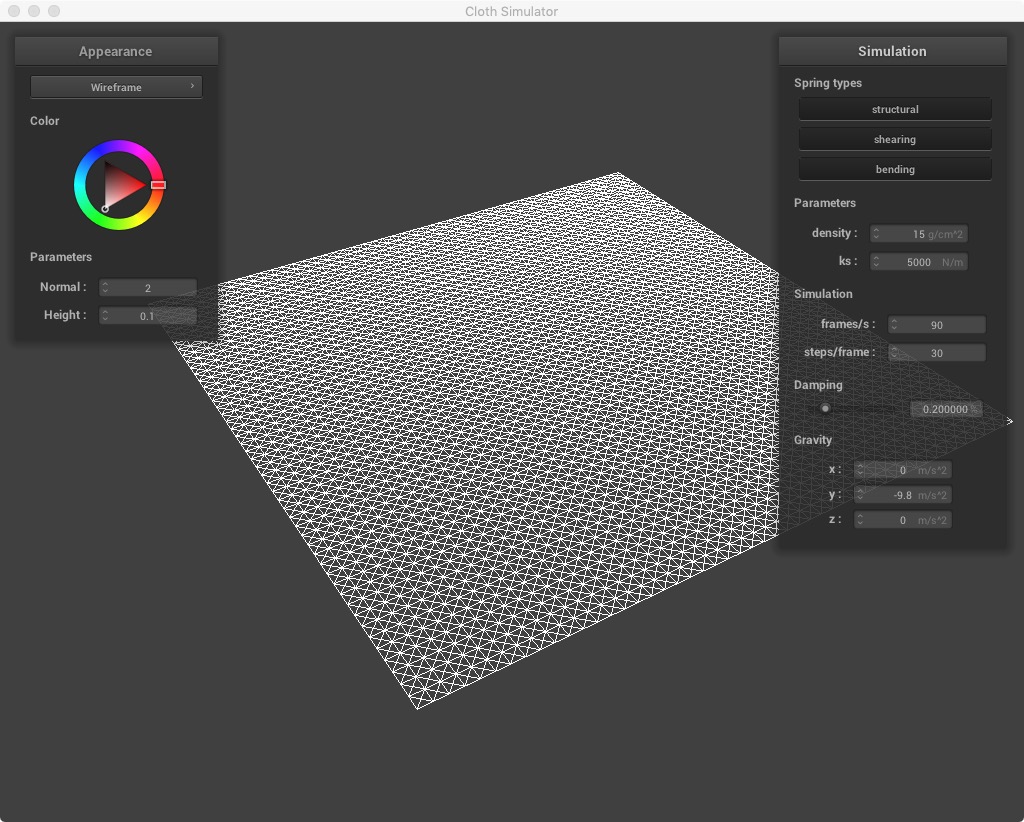 Cloth Simulator
Appearance
Wireframe
Color
Parameters
Normal : 2
Height : 0.1
Simulation
Spring types
structural
shearing
bending
Parameters
density : 15 g/cm^2
ks : 5000 N/m
Simulation
frames/s : 90
steps/frame : 30
Damping
0.200000 %
Gravity
x : 0 m/s^2
y : -9.8 m/s^2
z : 0 m/s^2